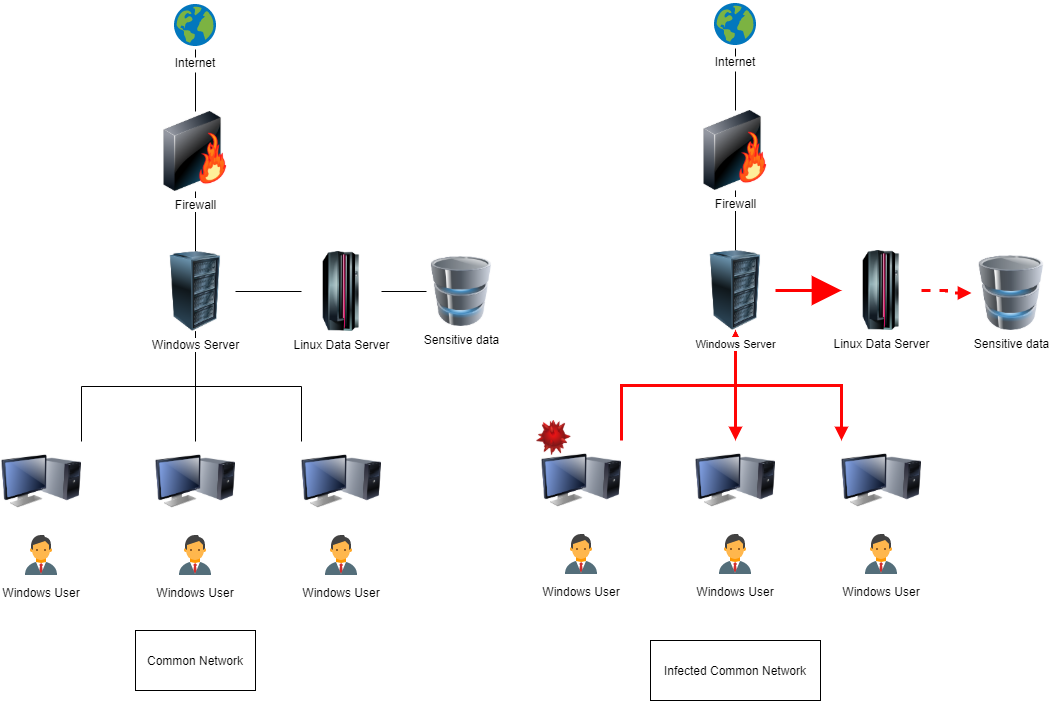 Internet
Firewall
Windows Server
Linux Data Server
Sensitive data
Windows User
Windows User
Windows User
Common Network
Internet
Firewall
Windows Server
Linux Data Server
Sensitive data
Windows User
Windows User
Windows User
Infected Common Network